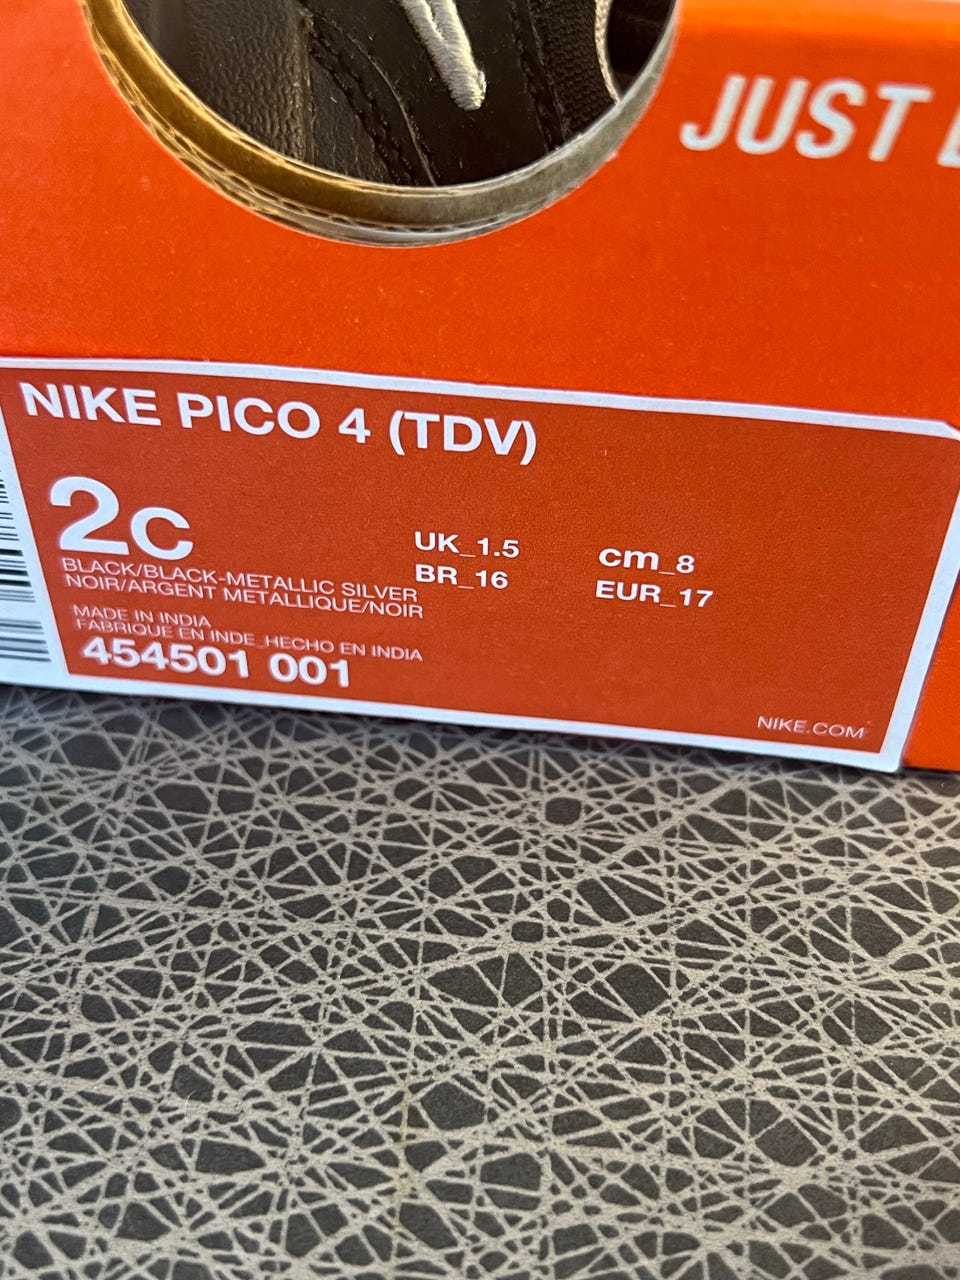 JUST
NIKE PICO 4 (TDV)
2C
UK_1.5 cm_8
BR_16 EUR_17
BLACK/BLACK-METALLIC SILVER
NOIR/ARGENT METALLIQUE/NOIR
MADE IN INDIA
FABRIQUE EN INDE_HECHO EN INDIA
454501 001
NIKE.COM